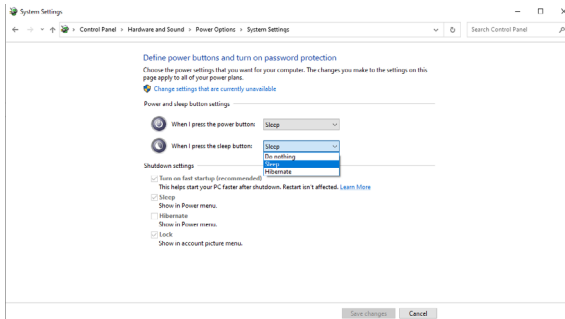 System Settings
Control Panel > Hardware and Sound > Power Options > System Settings
Search Control Panel
Define power buttons and turn on password protection
Choose the power settings that you want for your computer. The changes you make to the settings on this
page apply to all of your power plans.
Change settings that are currently unavailable
Power and sleep button settings
When I press the power button: Sleep
When I press the sleep button: Sleep
Do nothing
Sleep
Hibernate
Shutdown settings
Turn on fast startup (recommended)
This helps start your PC faster after shutdown. Restart isn't affected. Learn More
Sleep
Show in Power menu.
Hibernate
Show in Power menu.
Lock
Show in account picture menu.
Save changes Cancel